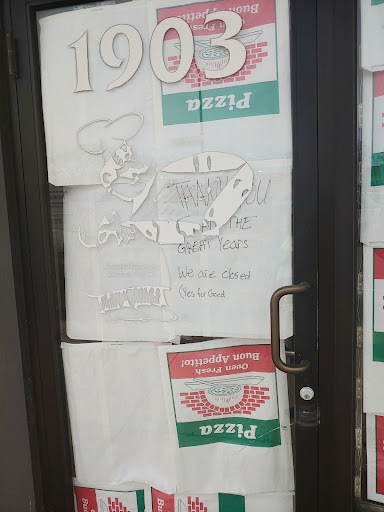 1903
Buon Appetito!
Oven Fresh
Pizza
THANK YOU
THE
GREAT Years
We are closed
(Yes for Good
Buon Appetito!
Oven Fresh
Pizza